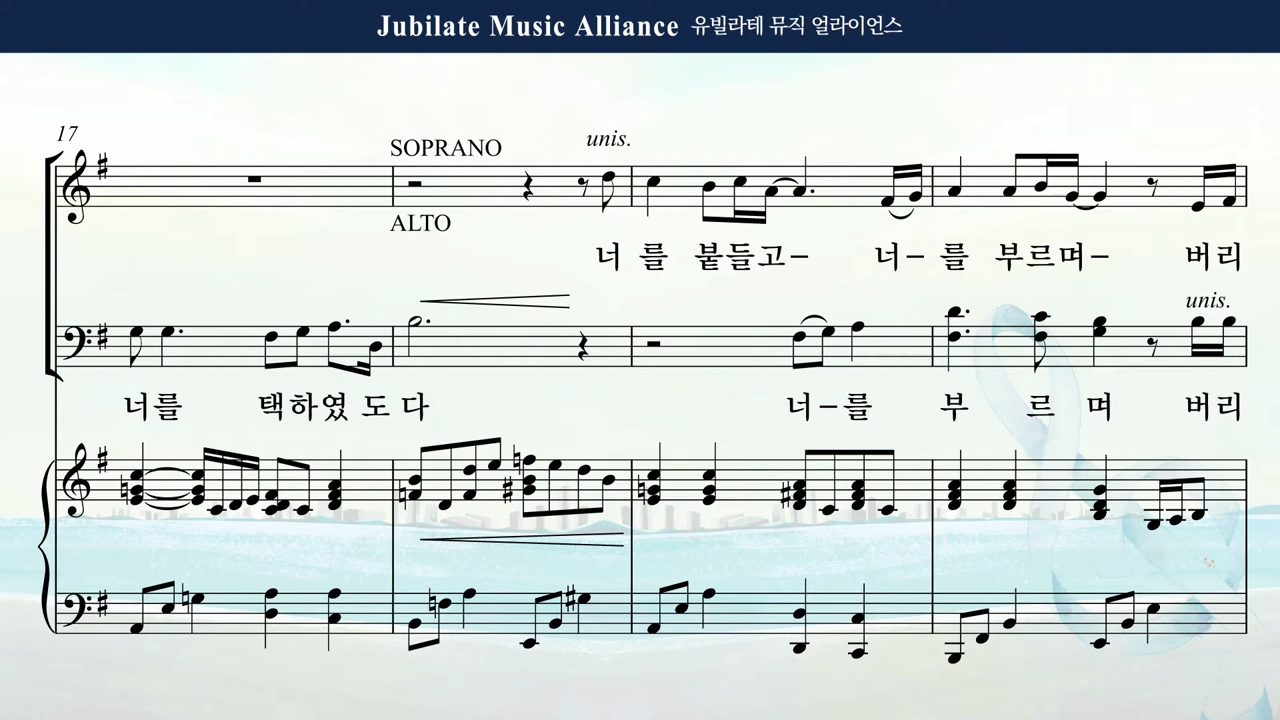 Jubilate Music Alliance 유빌라테 뮤직 얼라이언스
17
SOPRANO
unis.
ALTO
너 를 붙들고– 너– 를 부르며– 버리
unis.
너를 택하였 도 다 너–를 부 르 며 버리